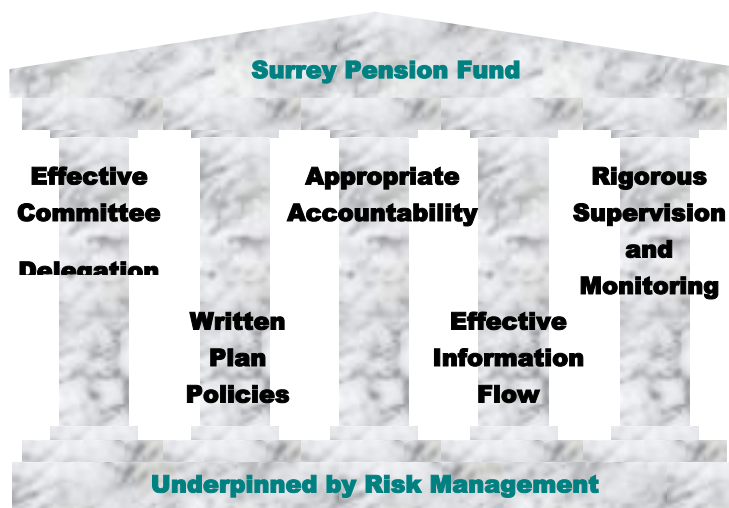 Surrey Pension Fund
Effective
Committee
Delegation
Written
Plan
Policies
Appropriate
Accountability
Effective
Information
Flow
Rigorous
Supervision
and
Monitoring
Underpinned by Risk Management